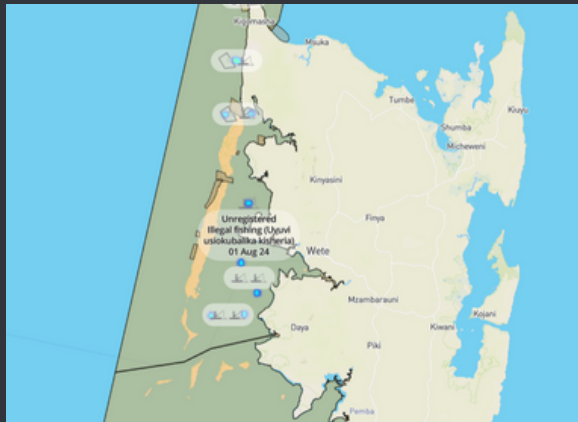 Kigomasha
Msuka
Tumbe
Kiuyu
Shumba
Micheweni
Kinyasini
Finya
Unregistered
Illegal fishing (Uvuvi
usiokubalika kisheria)
01 Aug 24
Wete
Mzambarauni
Kojani
Daya
Kiwani
Piki
Pemba